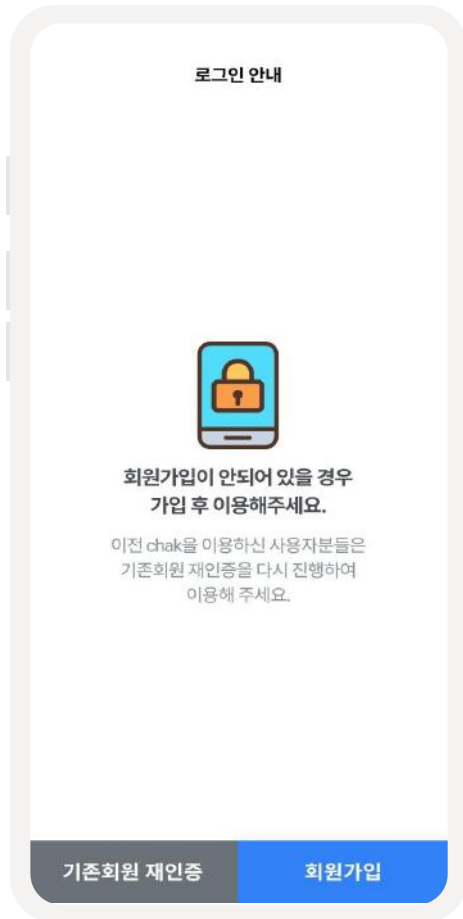 로그인 안내
회원가입이 안되어 있을 경우
가입 후 이용해주세요.
이전 chak을 이용하신 사용자분들은
기존회원 재인증을 다시 진행하여
이용해 주세요.
기존회원 재인증
회원가입